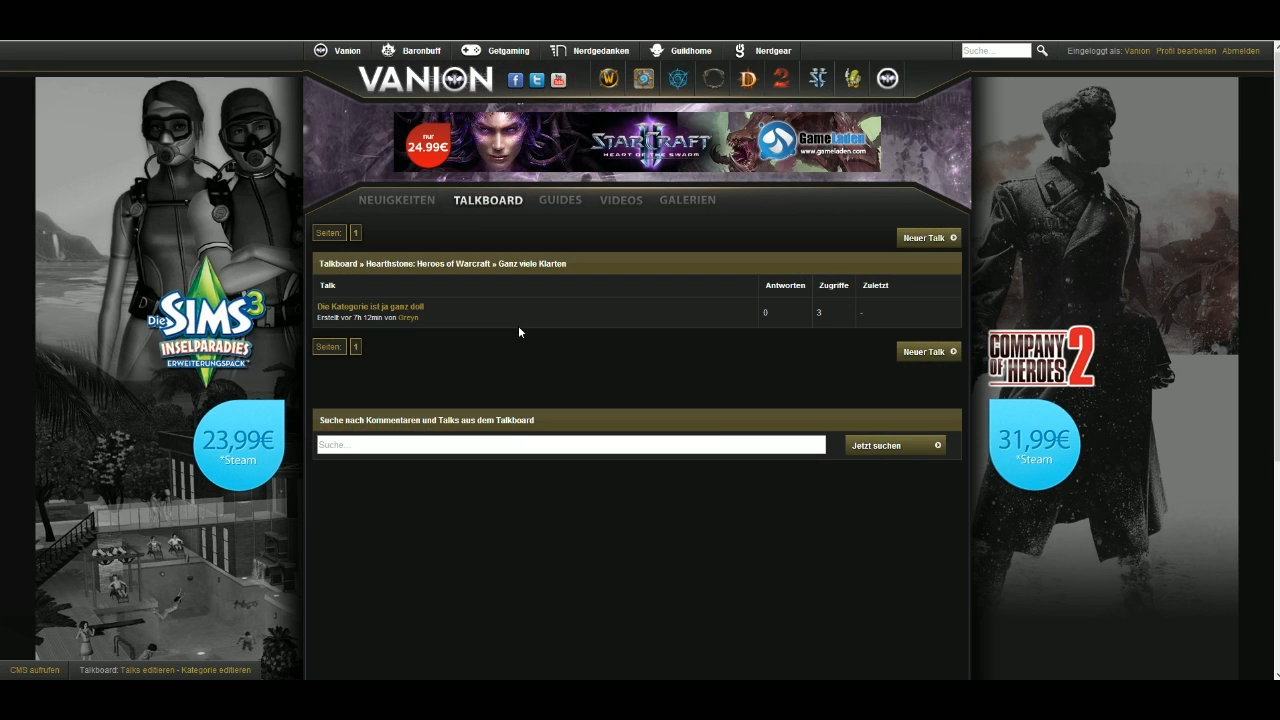 Vanion Baronbuff Getgaming Nerdgedanken Guildhome Nerdgear Suche... Eingeloggt als: Vanion Profil bearbeiten Abmelden
VANION
nur
24.99€
STARCRAFT
HEART OF THE SWARM
GameLaden
www.gameladen.com
NEUIGKEITEN TALKBOARD GUIDES VIDEOS GALERIEN
Seiten: 1
Neuer Talk
Talkboard » Hearthstone: Heroes of Warcraft » Ganz viele Klarten
Talk Antworten Zugriffe Zuletzt
Die Kategorie ist ja ganz doll
Erstellt vor 7h 12min von Greyn
0 3 -
Seiten: 1
Neuer Talk
Suche nach Kommentaren und Talks aus dem Talkboard
Suche... Jetzt suchen
Die SIMS 3
INSELPARADIES
ERWEITERUNGSPACK
23,99€
*Steam
COMPANY
OF HEROES 2
31,99€
*Steam
CMS aufrufen Talkboard: Talks editieren - Kategorie editieren